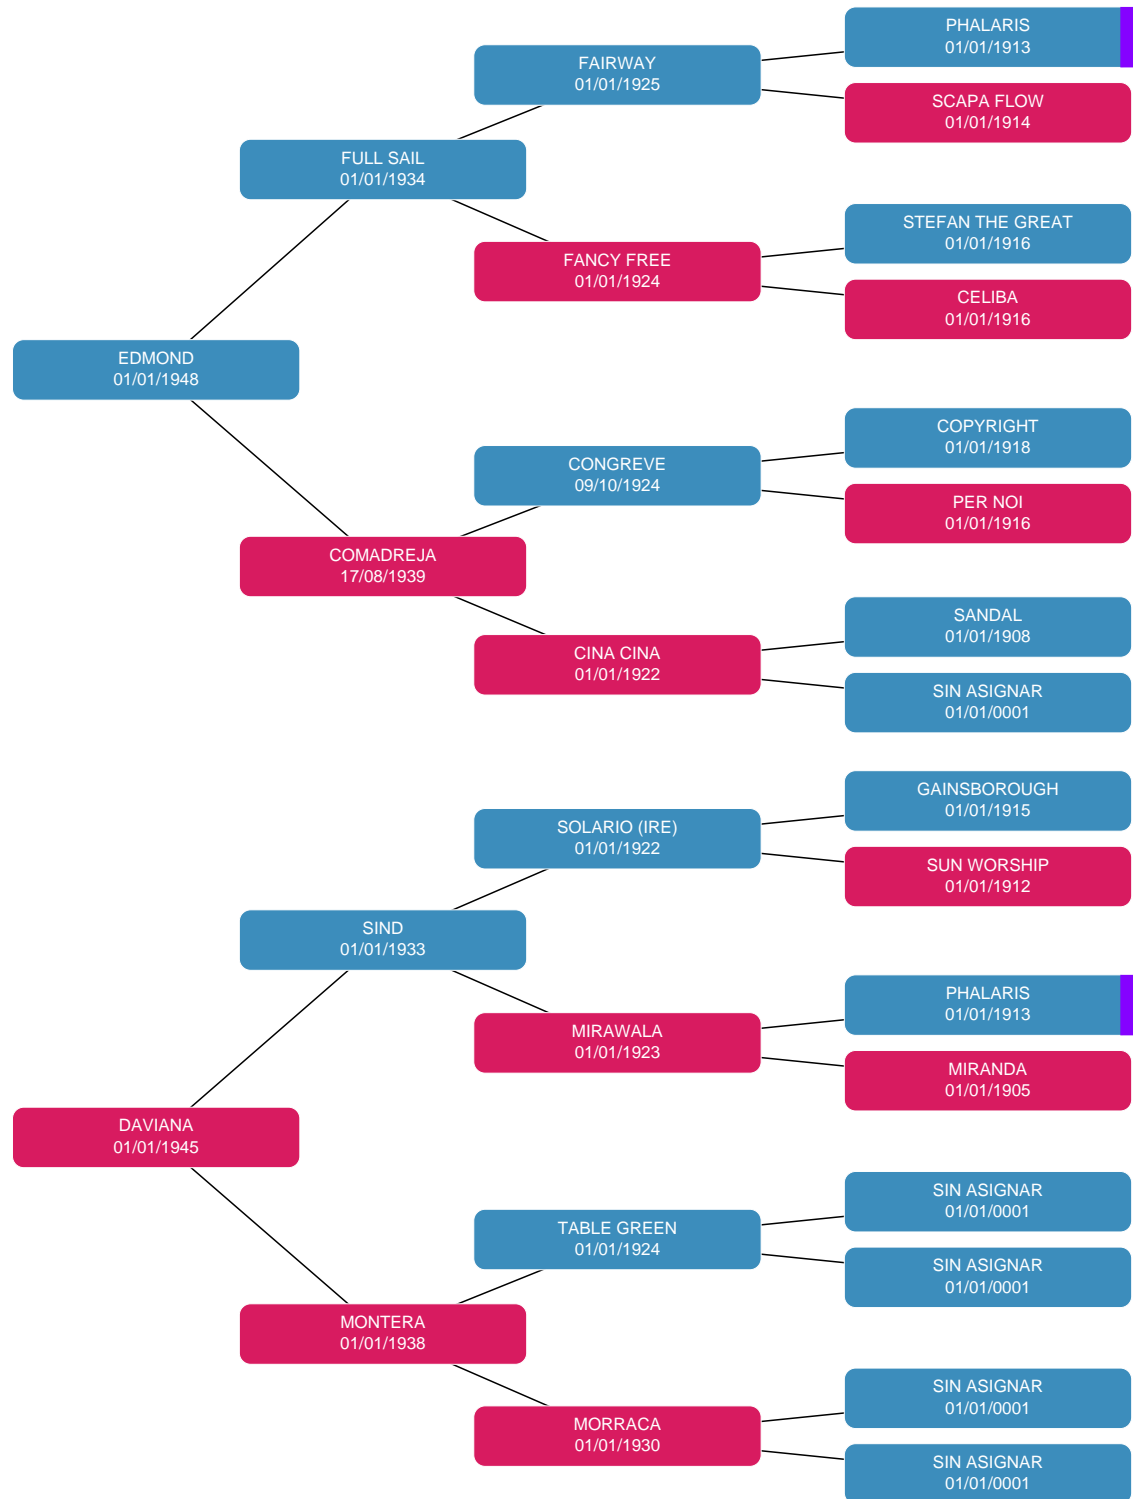 PHALARIS
01/01/1913
FAIRWAY
01/01/1925
SCAPA FLOW
01/01/1914
FULL SAIL
01/01/1934
STEFAN THE GREAT
01/01/1916
FANCY FREE
01/01/1924
CELIBA
01/01/1916
EDMOND
01/01/1948
COPYRIGHT
01/01/1918
CONGREVE
09/10/1924
PER NOI
01/01/1916
COMADREJA
17/08/1939
SANDAL
01/01/1908
CINA CINA
01/01/1922
SIN ASIGNAR
01/01/0001
GAINSBOROUGH
01/01/1915
SOLARIO (IRE)
01/01/1922
SUN WORSHIP
01/01/1912
SIND
01/01/1933
PHALARIS
01/01/1913
MIRAWALA
01/01/1923
MIRANDA
01/01/1905
DAVIANA
01/01/1945
SIN ASIGNAR
01/01/0001
TABLE GREEN
01/01/1924
SIN ASIGNAR
01/01/0001
MONTERA
01/01/1938
SIN ASIGNAR
01/01/0001
MORRACA
01/01/1930
SIN ASIGNAR
01/01/0001